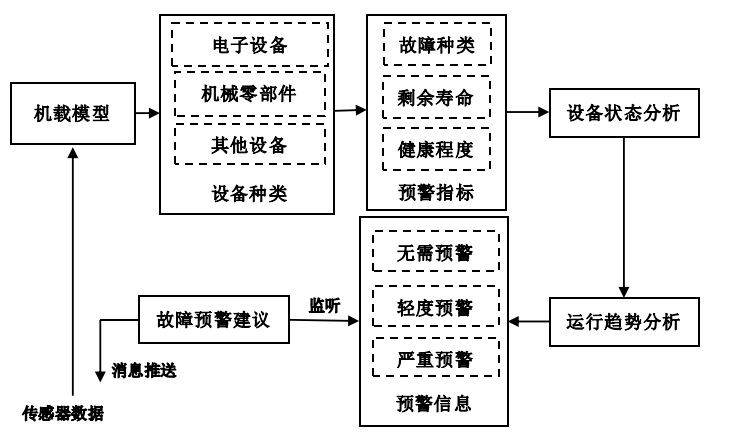 机载模型
电子设备
机械零部件
其他设备
设备种类
故障种类
剩余寿命
健康程度
预警指标
设备状态分析
运行趋势分析
无需预警
轻度预警
严重预警
预警信息
监听
故障预警建议
消息推送
传感器数据